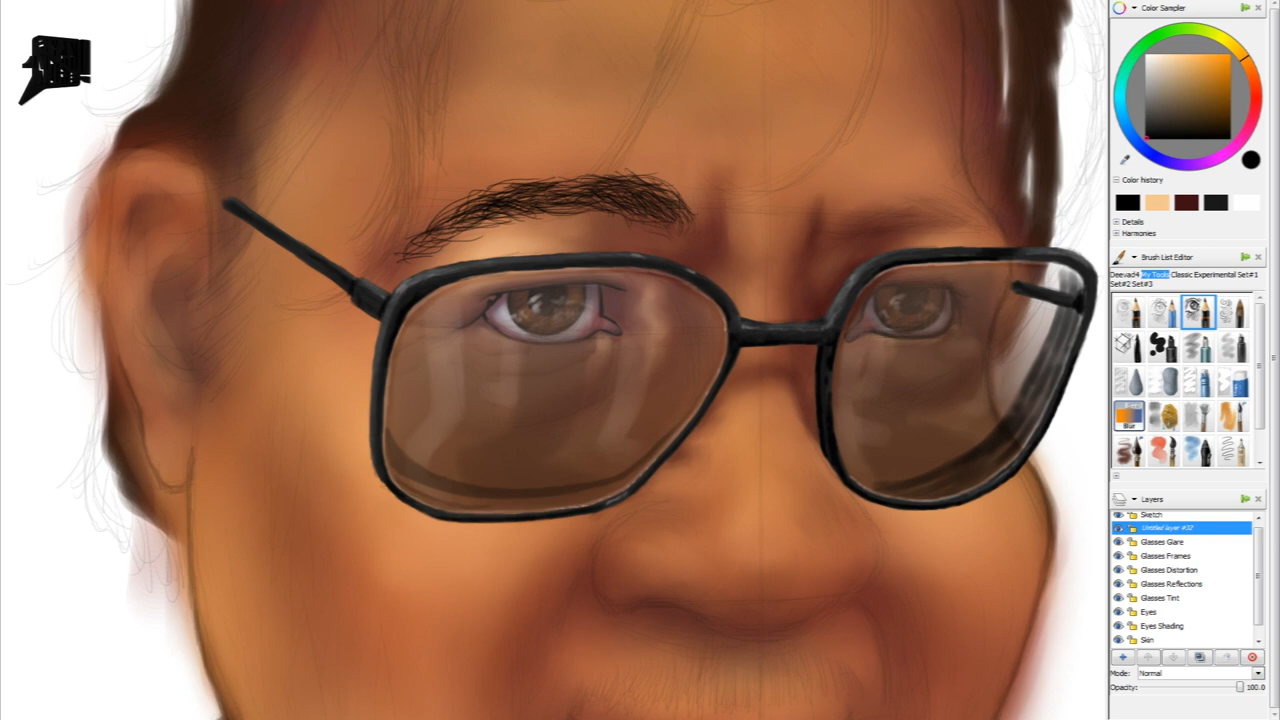 Color Sampler
Color history
Details
Harmonies
Brush List Editor
Deevad4 My Tools Classic Experimental Set#1
Set#2 Set#3
Blur
Layers
Sketch
Untitled layer #32
Glasses Glare
Glasses Frames
Glasses Distortion
Glasses Reflections
Glasses Tint
Eyes
Eyes Shading
Skin
Mode: Normal
Opacity: 100.0